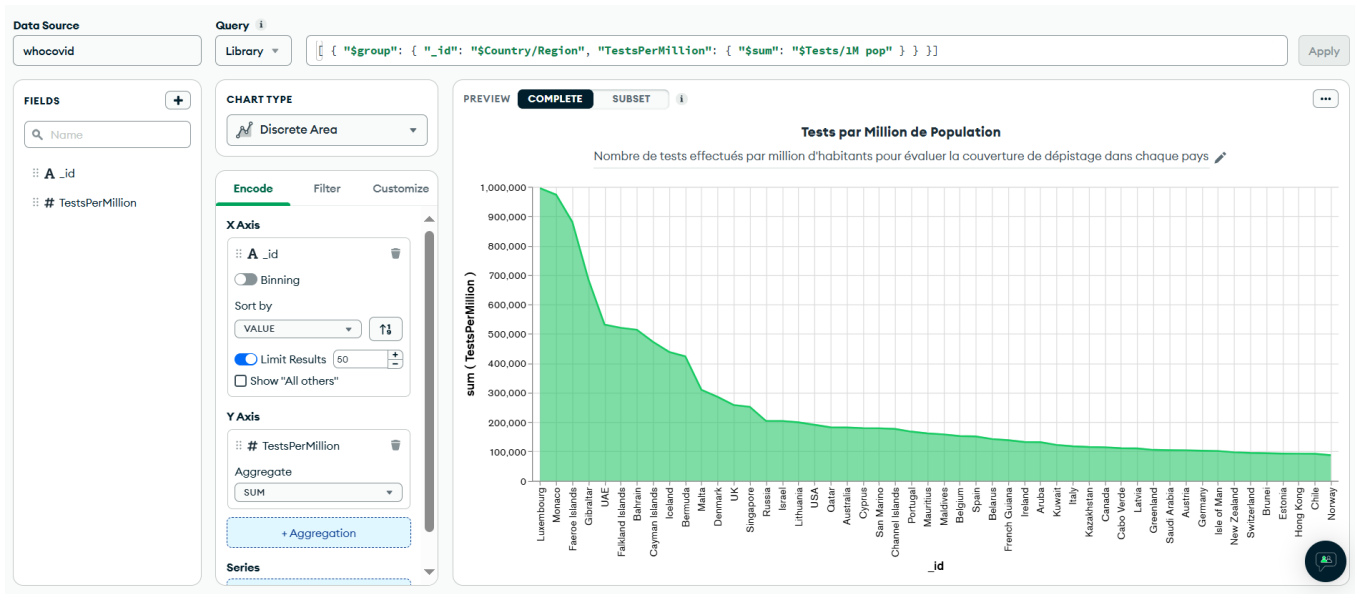 Data Source
whocovid
Query i
Library
[ { "$group": { "_id": "$Country/Region", "TestsPerMillion": { "$sum": "$Tests/1M pop" } } }]
Apply
FIELDS
+
Name
A _id
# TestsPerMillion
CHART TYPE
Discrete Area
Encode
Filter
Customize
X Axis
A _id
Binning
Sort by
VALUE
Limit Results 50
Show "All others"
Y Axis
# TestsPerMillion
Aggregate
SUM
+ Aggregation
Series
PREVIEW COMPLETE SUBSET i
Tests par Million de Population
Nombre de tests effectués par million d'habitants pour évaluer la couverture de dépistage dans chaque pays
sum ( TestsPerMillion )
1,000,000
900,000
800,000
700,000
600,000
500,000
400,000
300,000
200,000
100,000
0
Luxembourg
Monaco
Faeroe Islands
Gibraltar
UAE
Falkland Islands
Bahrain
Cayman Islands
Iceland
Bermuda
Malta
Denmark
UK
Singapore
Russia
Israel
Lithuania
USA
Qatar
Australia
Cyprus
San Marino
Channel Islands
Portugal
Mauritius
Maldives
Belgium
Spain
Belarus
French Guiana
Ireland
Aruba
Kuwait
Italy
Kazakhstan
Canada
Cabo Verde
Latvia
Greenland
Saudi Arabia
Austria
Germany
Isle of Man
New Zealand
Switzerland
Brunei
Estonia
Hong Kong
Chile
Norway
_id